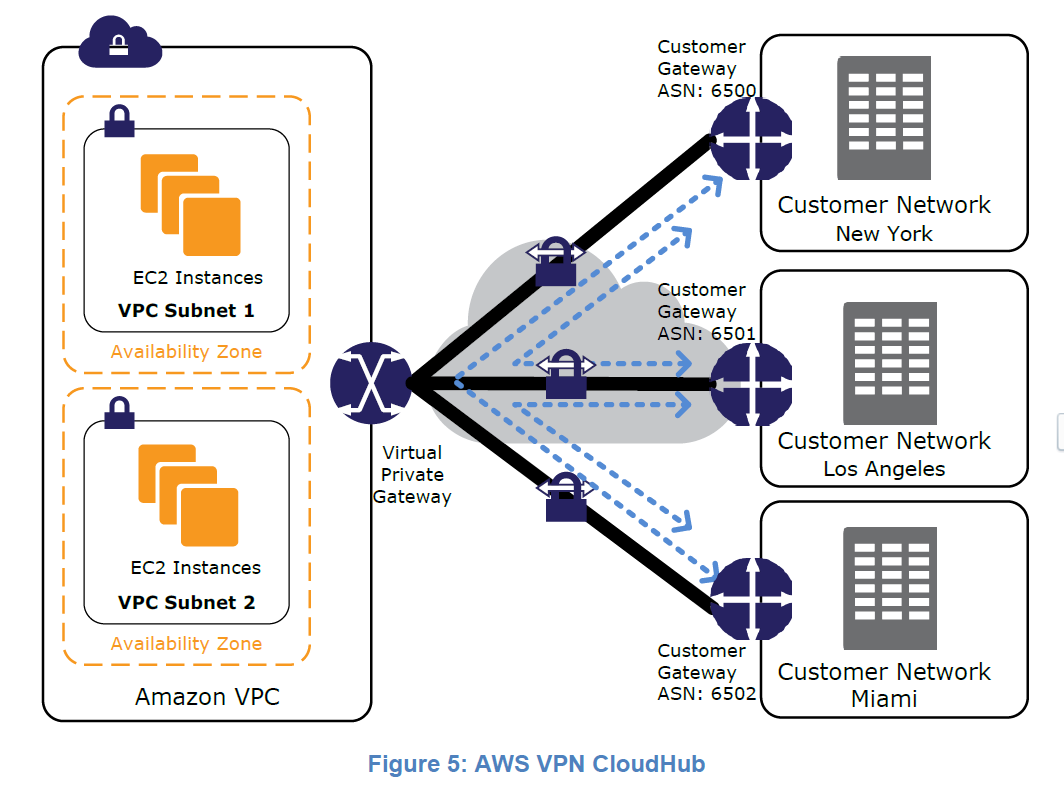 EC2 Instances
VPC Subnet 1
Availability Zone
EC2 Instances
VPC Subnet 2
Availability Zone
Amazon VPC
Virtual
Private
Gateway
Customer
Gateway
ASN: 6500
Customer Network
New York
Customer
Gateway
ASN: 6501
Customer Network
Los Angeles
Customer
Gateway
ASN: 6502
Customer Network
Miami
Figure 5: AWS VPN CloudHub